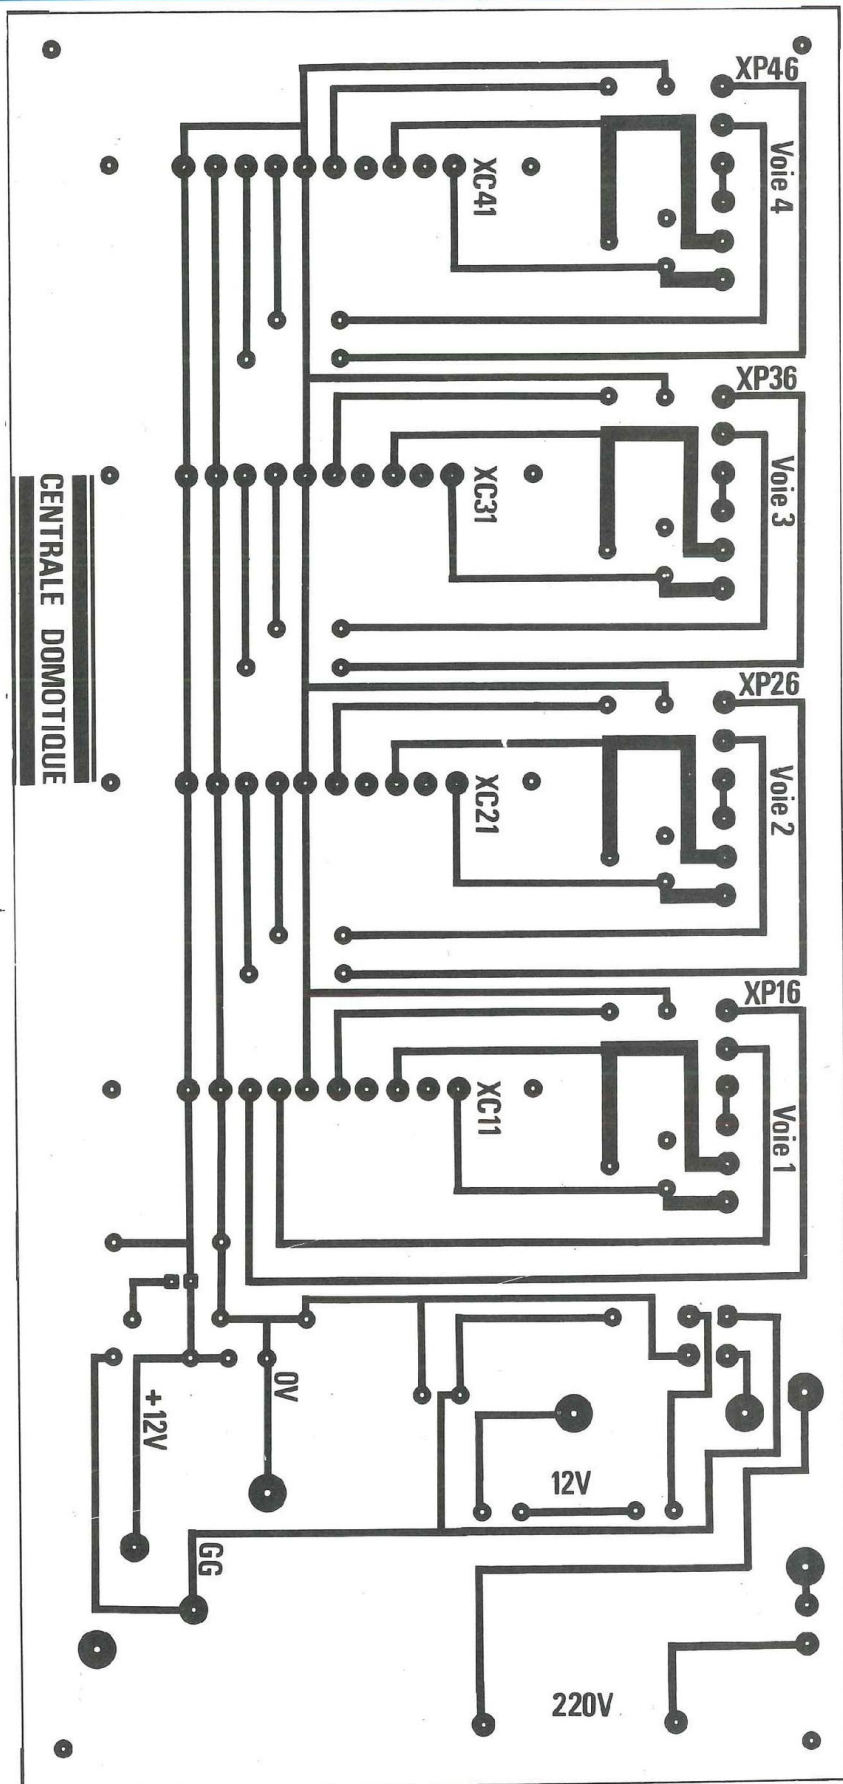 XP46
Voie 4
XC41
XP36
Voie 3
XC31
CENTRALE DOMOTIQUE
XP26
Voie 2
XC21
XP16
Voie 1
XC11
0V
+12V
12V
GG
220V